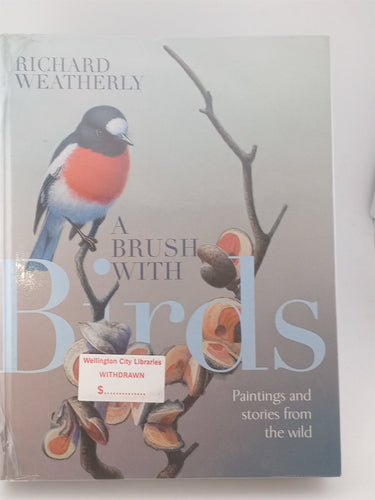 RICHARD
WEATHERLY
A
BRUSH
WITH
Birds
Wellington City Libraries
WITHDRAWN
$..............
Paintings and
stories from
the wild